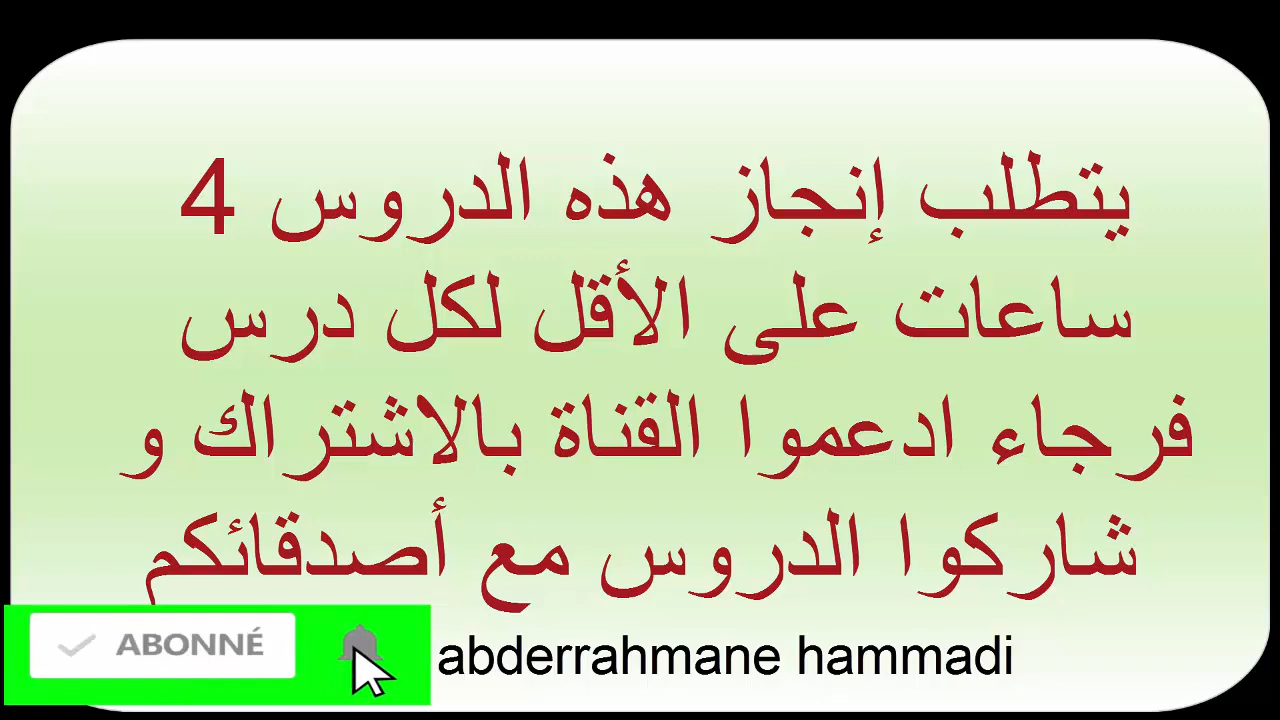 يتطلب إنجاز هذه الدروس 4
ساعات على الأقل لكل درس
فرجاء ادعموا القناة بالاشتراك و
شاركوا الدروس مع أصدقائكم
ABONNÉ
abderrahmane hammadi